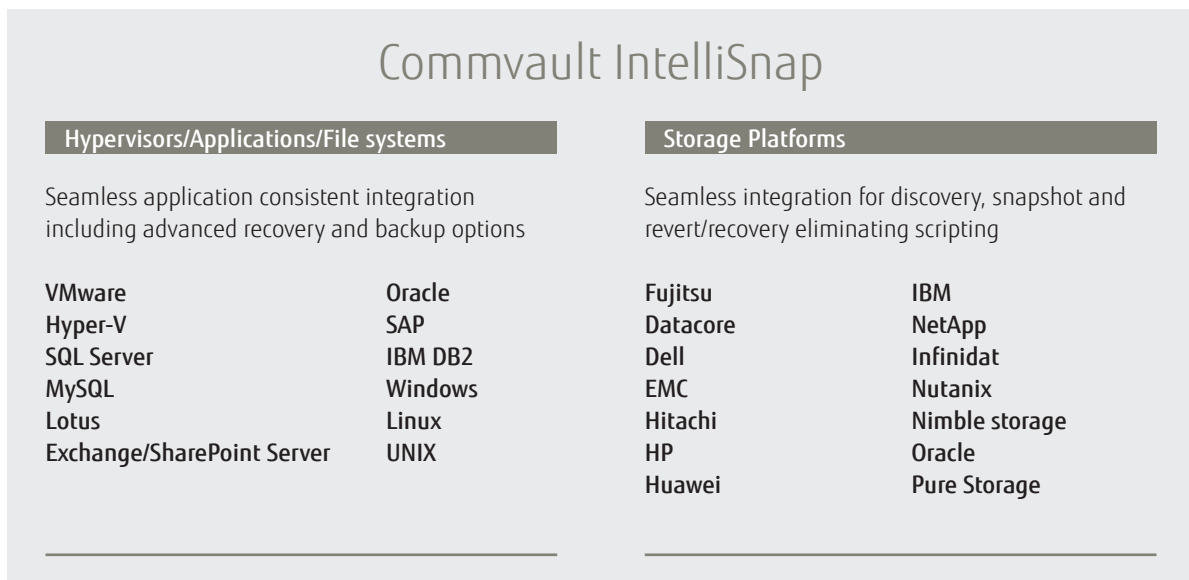 Commvault IntelliSnap
Hypervisors/Applications/File systems
Seamless application consistent integration
including advanced recovery and backup options
VMware
Hyper-V
SQL Server
MySQL
Lotus
Exchange/SharePoint Server
Oracle
SAP
IBM DB2
Windows
Linux
UNIX
Storage Platforms
Seamless integration for discovery, snapshot and
revert/recovery eliminating scripting
Fujitsu
Datacore
Dell
EMC
Hitachi
HP
Huawei
IBM
NetApp
Infinidat
Nutanix
Nimble storage
Oracle
Pure Storage